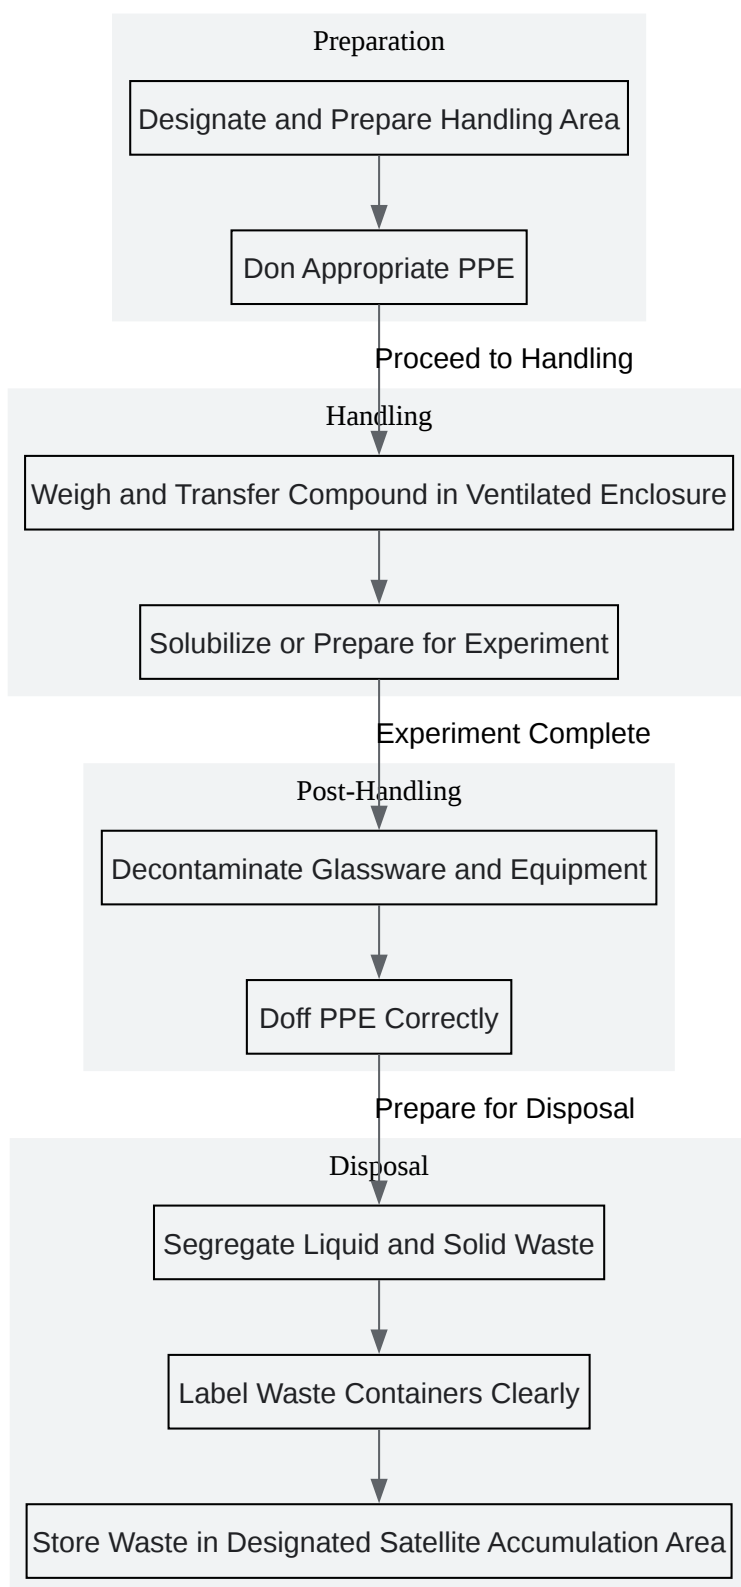 Preparation
Designate and Prepare Handling Area
Don Appropriate PPE
Proceed to Handling
Handling
Weigh and Transfer Compound in Ventilated Enclosure
Solubilize or Prepare for Experiment
Experiment Complete
Post-Handling
Decontaminate Glassware and Equipment
Doff PPE Correctly
Prepare for Disposal
Disposal
Segregate Liquid and Solid Waste
Label Waste Containers Clearly
Store Waste in Designated Satellite Accumulation Area